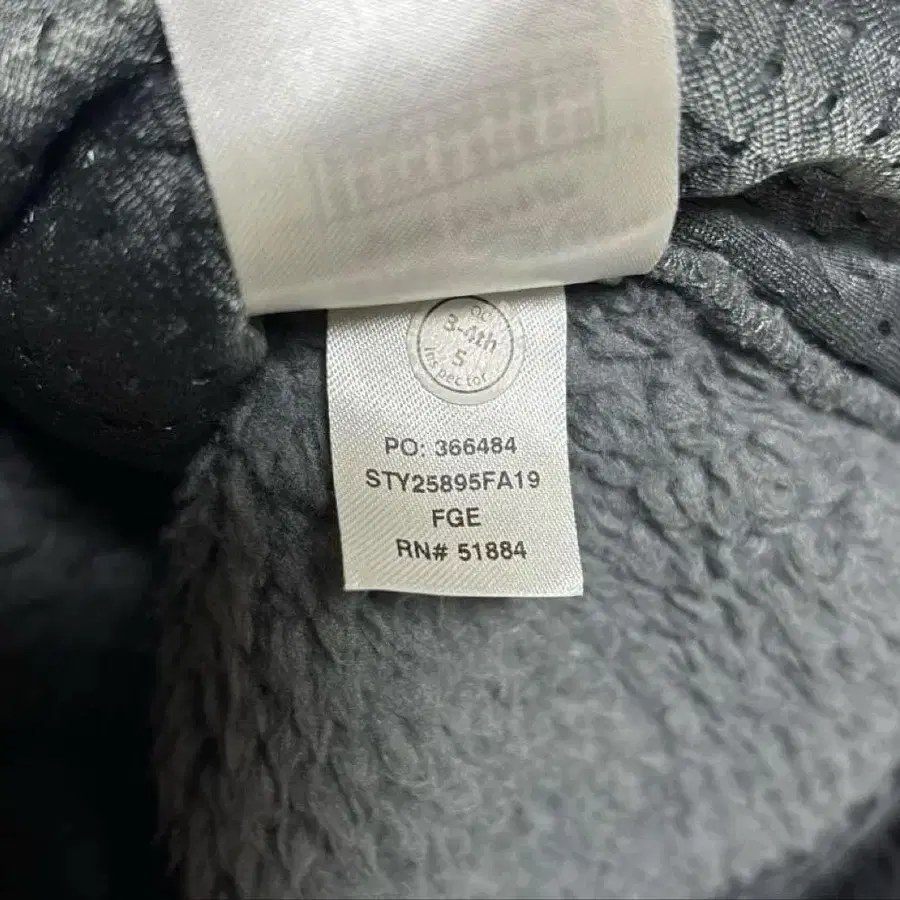 QC
3-4th
5
Inspector
PO: 366484
STY25895FA19
FGE
RN# 51884